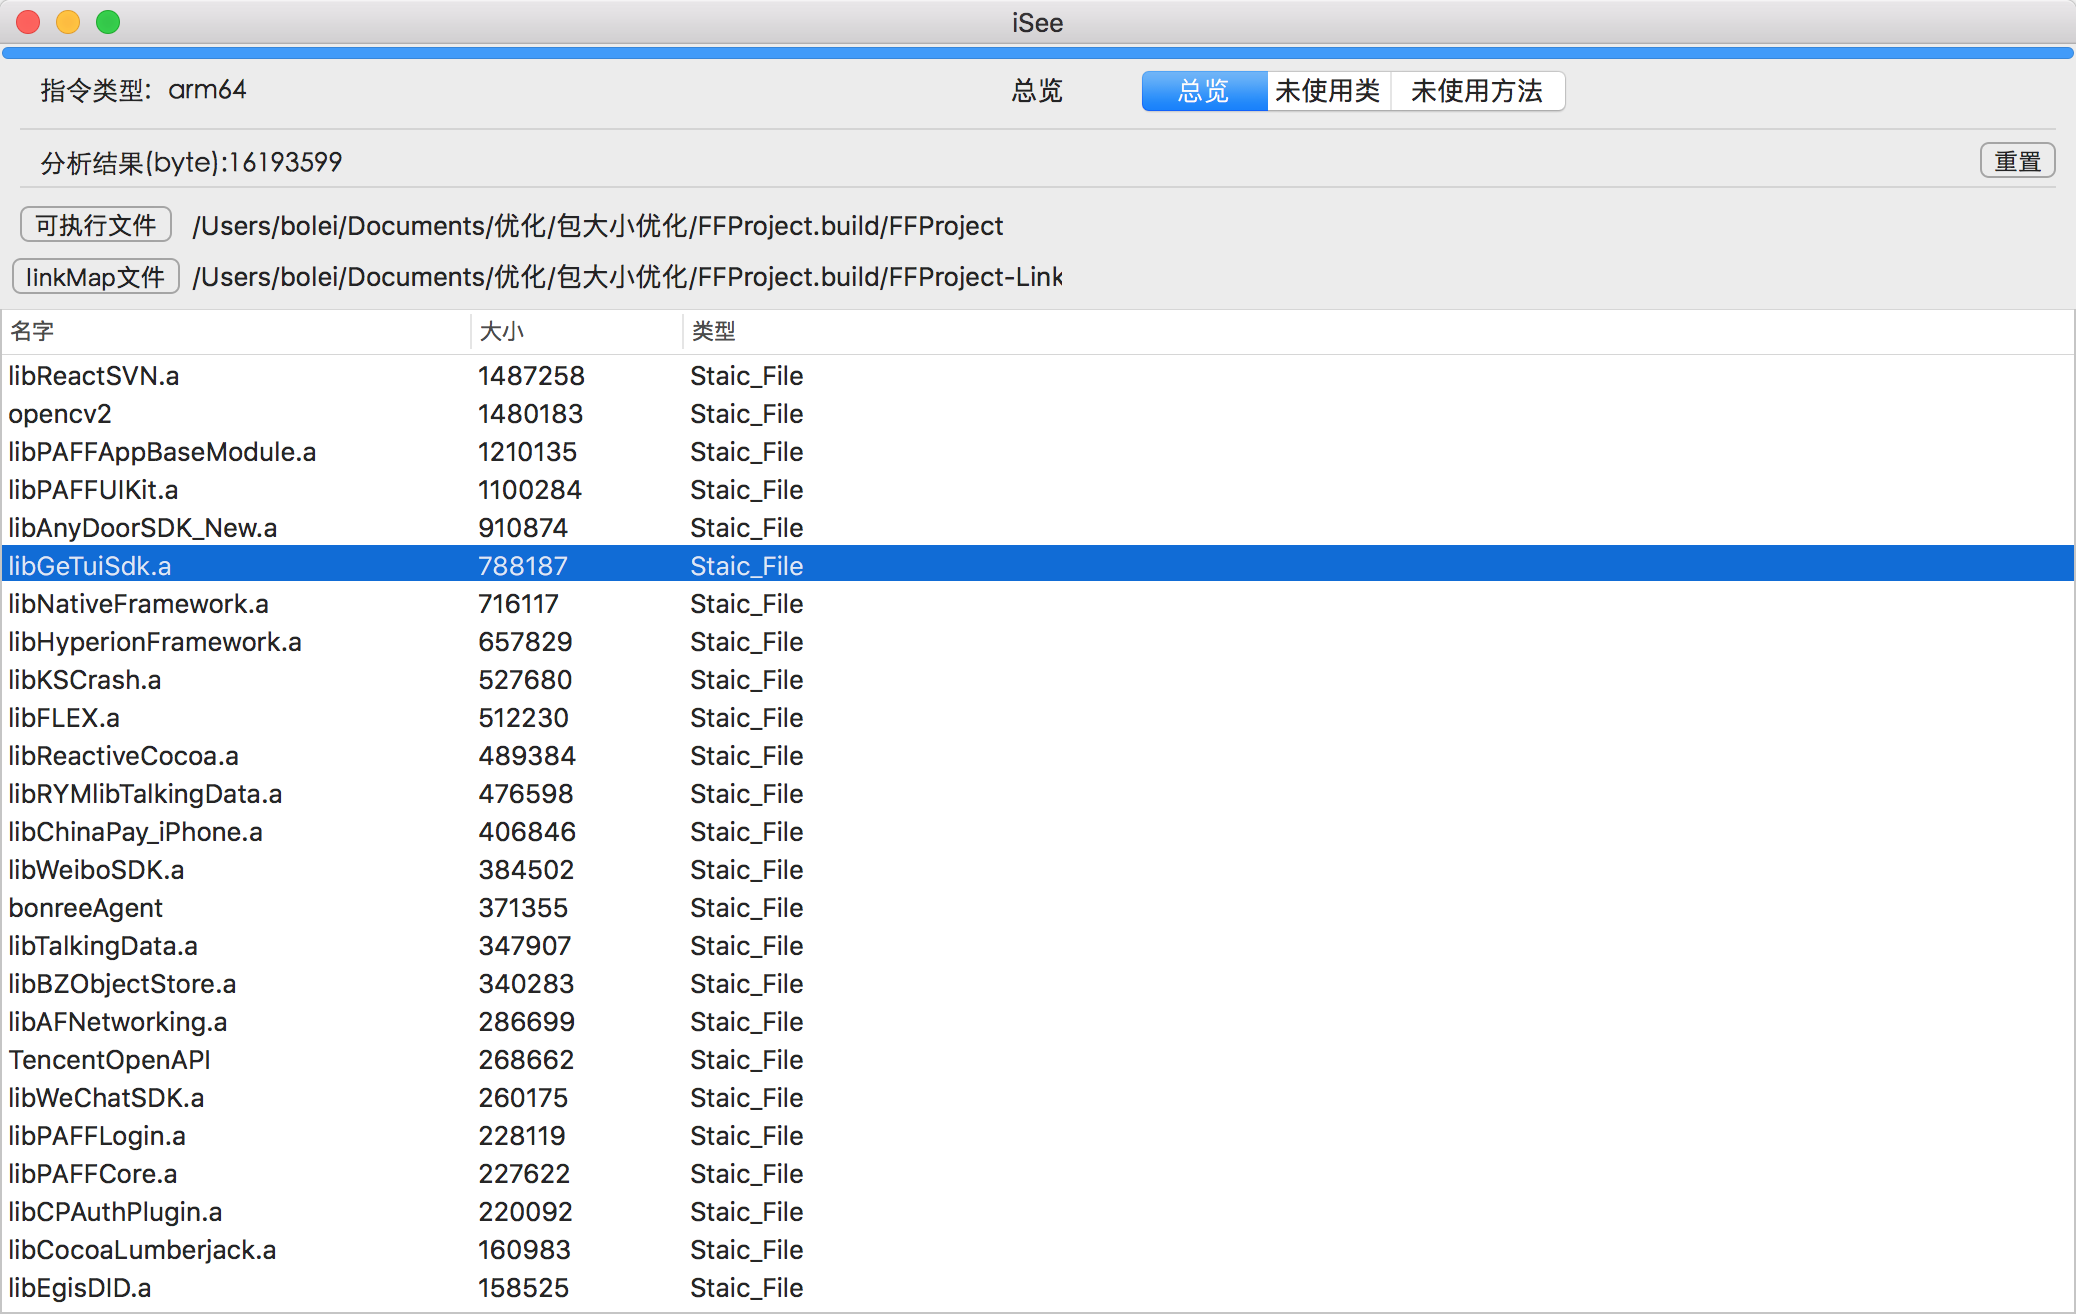 iSee
指令类型: arm64 总览 总览 未使用类 未使用方法
分析结果(byte):16193599 重置
可执行文件 /Users/bolei/Documents/优化/包大小优化/FFProject.build/FFProject
linkMap文件 /Users/bolei/Documents/优化/包大小优化/FFProject.build/FFProject-Link
名字 大小 类型
libReactSVN.a 1487258 Staic_File
opencv2 1480183 Staic_File
libPAFFAppBaseModule.a 1210135 Staic_File
libPAFFUIKit.a 1100284 Staic_File
libAnyDoorSDK_New.a 910874 Staic_File
libGeTuiSdk.a 788187 Staic_File
libNativeFramework.a 716117 Staic_File
libHyperionFramework.a 657829 Staic_File
libKSCrash.a 527680 Staic_File
libFLEX.a 512230 Staic_File
libReactiveCocoa.a 489384 Staic_File
libRYMlibTalkingData.a 476598 Staic_File
libChinaPay_iPhone.a 406846 Staic_File
libWeiboSDK.a 384502 Staic_File
bonreeAgent 371355 Staic_File
libTalkingData.a 347907 Staic_File
libBZObjectStore.a 340283 Staic_File
libAFNetworking.a 286699 Staic_File
TencentOpenAPI 268662 Staic_File
libWeChatSDK.a 260175 Staic_File
libPAFFLogin.a 228119 Staic_File
libPAFFCore.a 227622 Staic_File
libCPAuthPlugin.a 220092 Staic_File
libCocoaLumberjack.a 160983 Staic_File
libEgisDID.a 158525 Staic_File